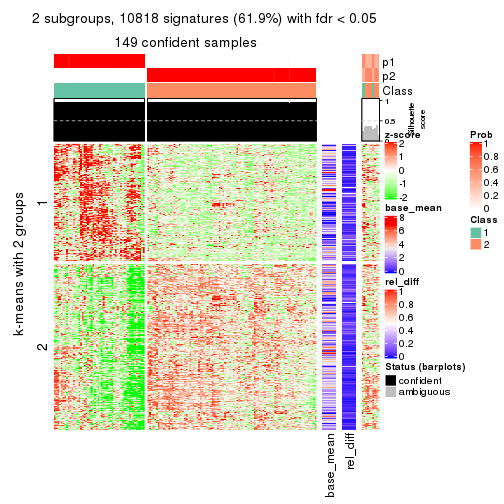 2 subgroups, 10818 signatures (61.9%) with fdr < 0.05
149 confident samples
p1
p2
Class
1
0.5
0
Silhouette
score
k-means with 2 groups
1
2
base_mean
rel_diff
z-score
2
1
0
-1
-2
base_mean
8
6
4
2
0
rel_diff
1
0.8
0.6
0.4
0.2
0
Status (barplots)
confident
ambiguous
Prob
1
0.8
0.6
0.4
0.2
0
Class
1
2